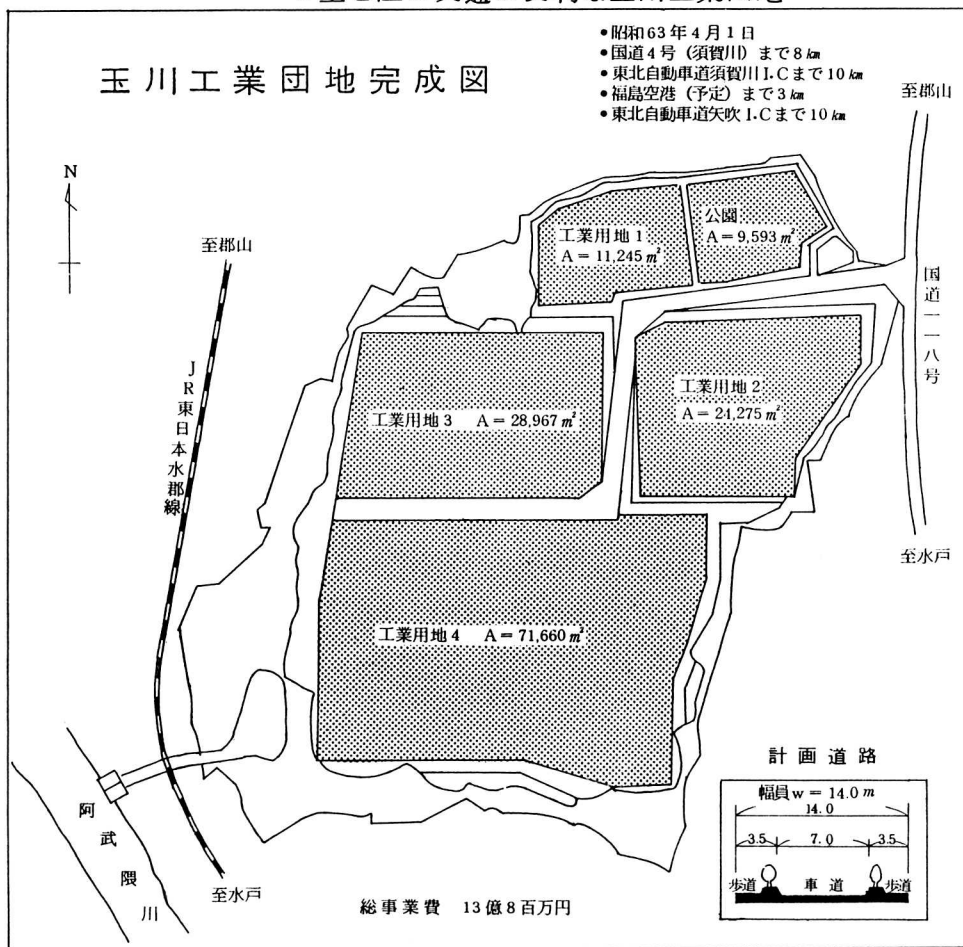 玉川工業団地完成図
•昭和63年4月1日
•国道4号（須賀川）まで8㎞
•東北自動車道須賀川I.Cまで10㎞
•福島空港（予定）まで3㎞
•東北自動車道矢吹I.Cまで10㎞
至郡山
N
至郡山
公園
A＝9,593㎡
工業用地1
A＝11,245㎡
国道一一八号
JR東日本水郡線
工業用地2
A＝24,275㎡
工業用地3 A＝28,967㎡
至水戸
工業用地4 A＝71,660㎡
計画道路
幅員w＝14.0m
14.0
3.5 7.0 3.5
歩道 車道 歩道
阿武隈川
至水戸
総事業費 13億8百万円